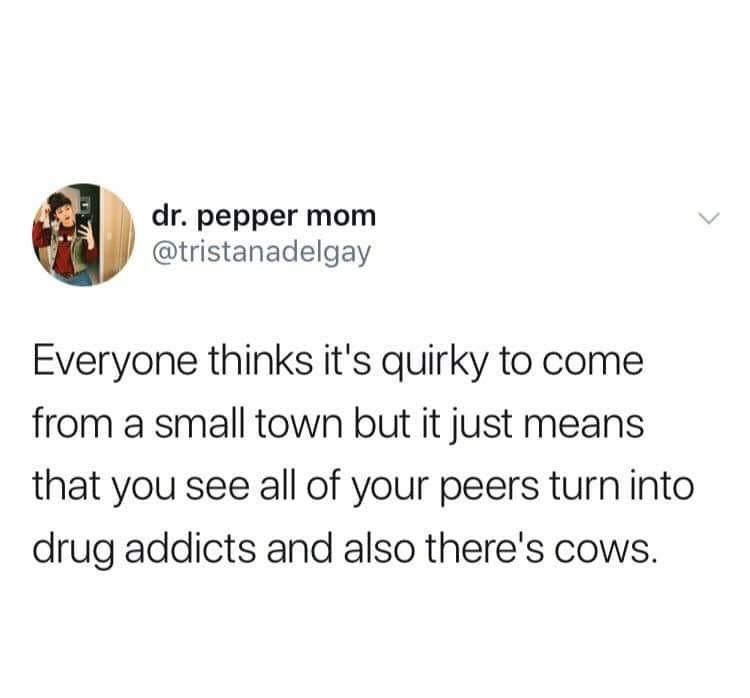 dr. pepper mom
@tristanadelgay
Everyone thinks it's quirky to come
from a small town but it just means
that you see all of your peers turn into
drug addicts and also there's cows.